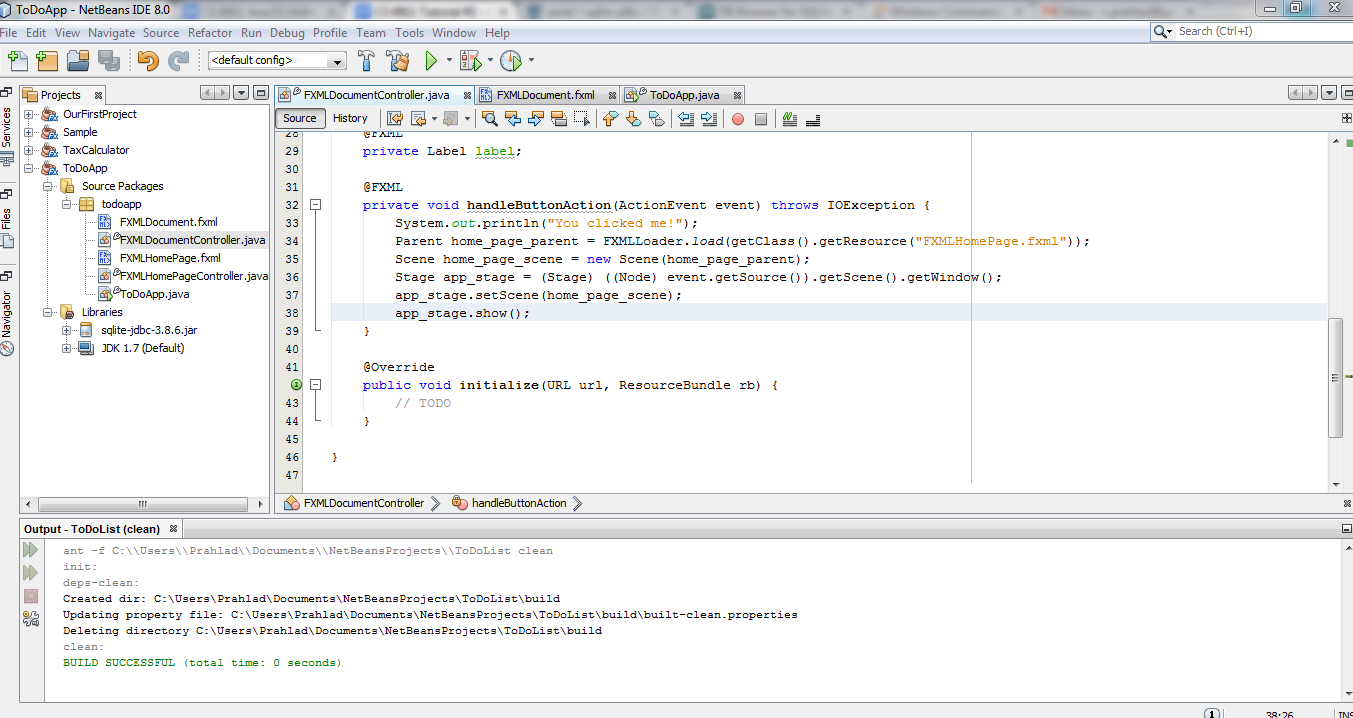 ToDoApp - NetBeans IDE 8.0
File Edit View Navigate Source Refactor Run Debug Profile Team Tools Window Help
Search (Ctrl+I)
<default config>
Projects
Services
Files
Navigator
OurFirstProject
Sample
TaxCalculator
ToDoApp
Source Packages
todoapp
FXMLDocument.fxml
FXMLDocumentController.java
FXMLHomePage.fxml
FXMLHomePageController.java
ToDoApp.java
Libraries
sqlite-jdbc-3.8.6.jar
JDK 1.7 (Default)
FXMLDocumentController.java FXMLDocument.fxml ToDoApp.java
Source History
28 @FXML
29 private Label label;
30
31 @FXML
32 private void handleButtonAction(ActionEvent event) throws IOException {
33 System.out.println("You clicked me!");
34 Parent home_page_parent = FXMLLoader.load(getClass().getResource("FXMLHomePage.fxml"));
35 Scene home_page_scene = new Scene(home_page_parent);
36 Stage app_stage = (Stage) ((Node) event.getSource()).getScene().getWindow();
37 app_stage.setScene(home_page_scene);
38 app_stage.show();
39 }
40
41 @Override
public void initialize(URL url, ResourceBundle rb) {
43 // TODO
44 }
45
46 }
47
FXMLDocumentController handleButtonAction
Output - ToDoList (clean)
ant -f C:\\Users\\Prahlad\\Documents\\NetBeansProjects\\ToDoList clean
init:
deps-clean:
Created dir: C:\Users\Prahlad\Documents\NetBeansProjects\ToDoList\build
Updating property file: C:\Users\Prahlad\Documents\NetBeansProjects\ToDoList\build\built-clean.properties
Deleting directory C:\Users\Prahlad\Documents\NetBeansProjects\ToDoList\build
clean:
BUILD SUCCESSFUL (total time: 0 seconds)
1 38:26 INS